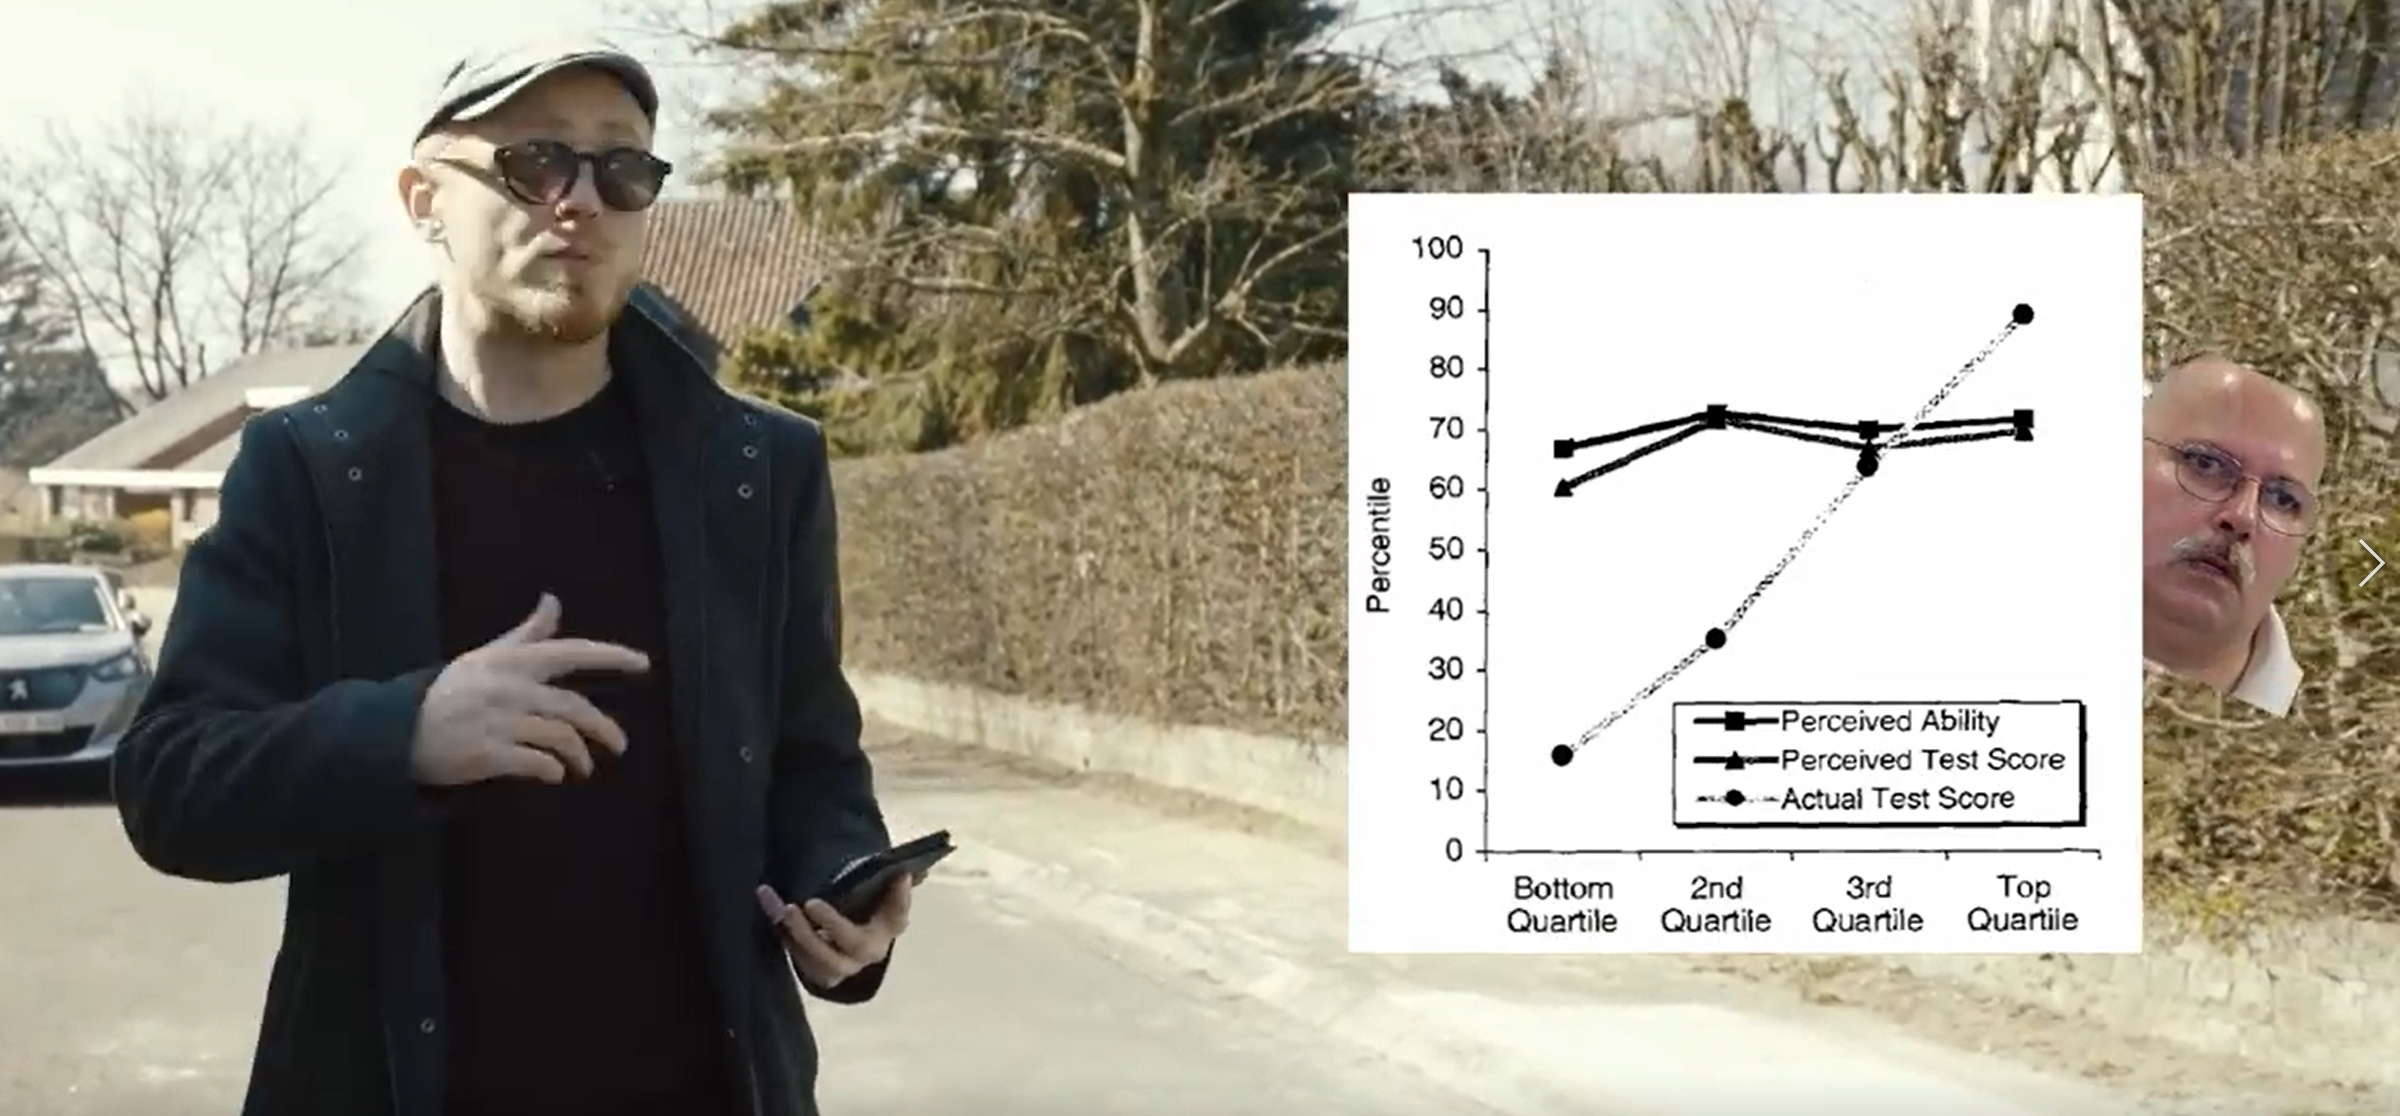 100
90
80
70
60
50
40
30
20
10
0
Percentile
Perceived Ability
Perceived Test Score
Actual Test Score
Bottom Quartile
2nd Quartile
3rd Quartile
Top Quartile